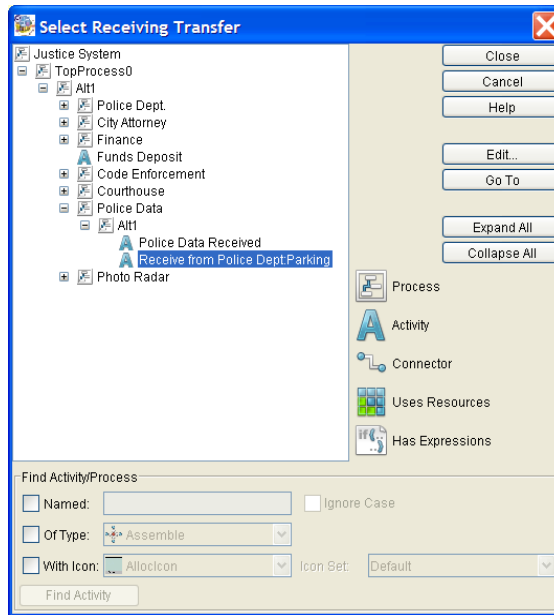 Select Receiving Transfer
Justice System
TopProcess0
Alt1
Police Dept.
City Attorney
Finance
Funds Deposit
Code Enforcement
Courthouse
Police Data
Alt1
Police Data Received
Receive from Police Dept:Parking
Photo Radar
Close
Cancel
Help
Edit...
Go To
Expand All
Collapse All
Process
Activity
Connector
Uses Resources
Has Expressions
Find Activity/Process
Named:
Ignore Case
Of Type: Assemble
With Icon: AllocIcon Icon Set: Default
Find Activity